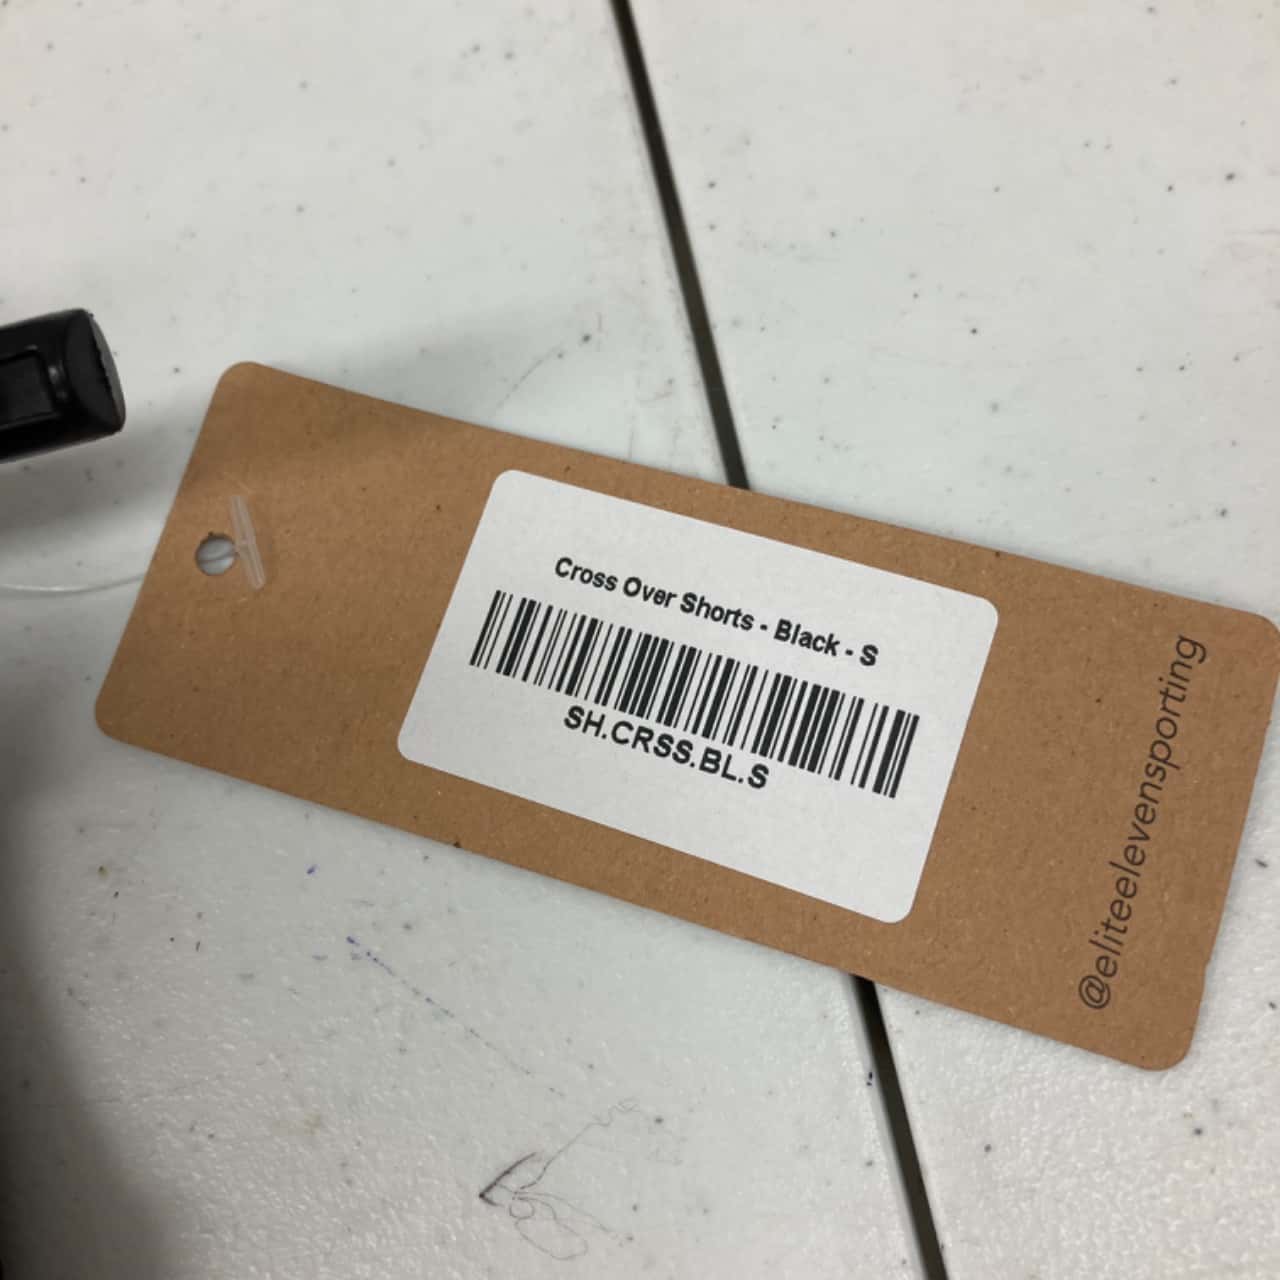 Cross Over Shorts - Black - S
SH.CRSS.BL.S
@eliteelevensporting